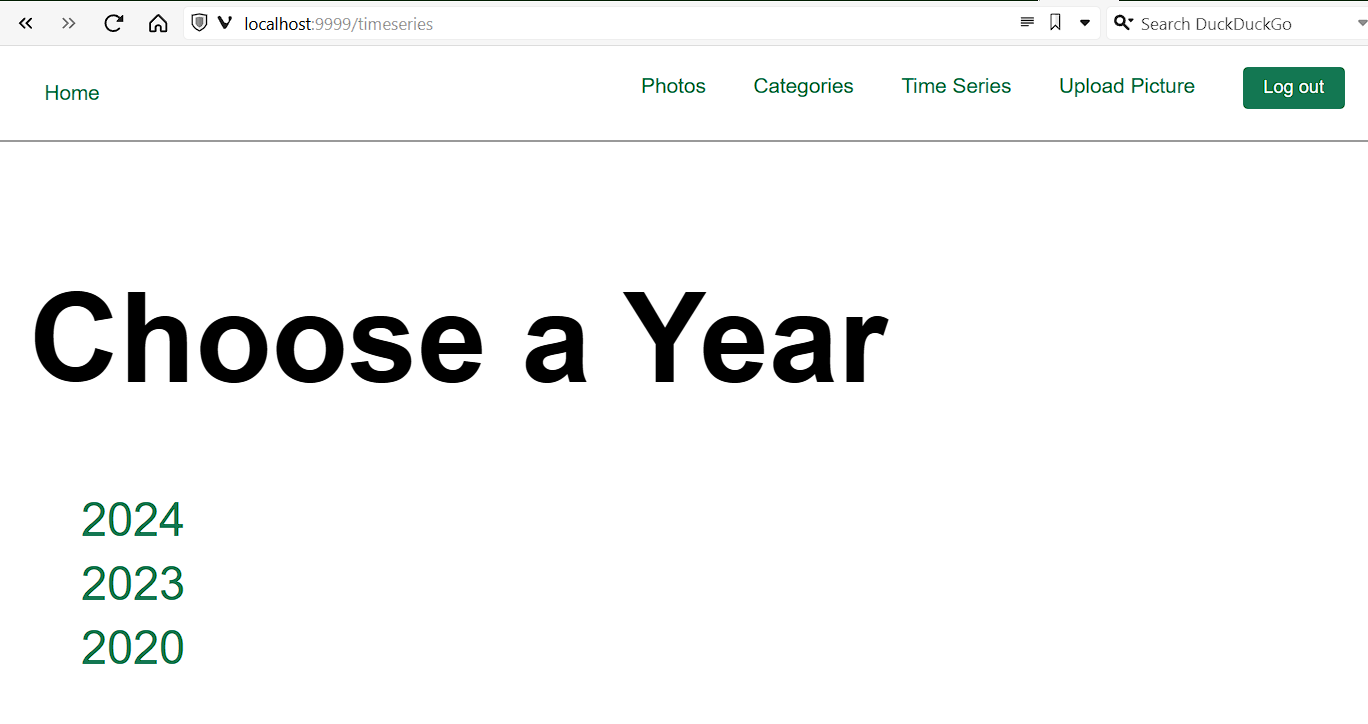 localhost:9999/timeseries
Search DuckDuckGo
Home
Photos
Categories
Time Series
Upload Picture
Log out
Choose a Year
2024
2023
2020